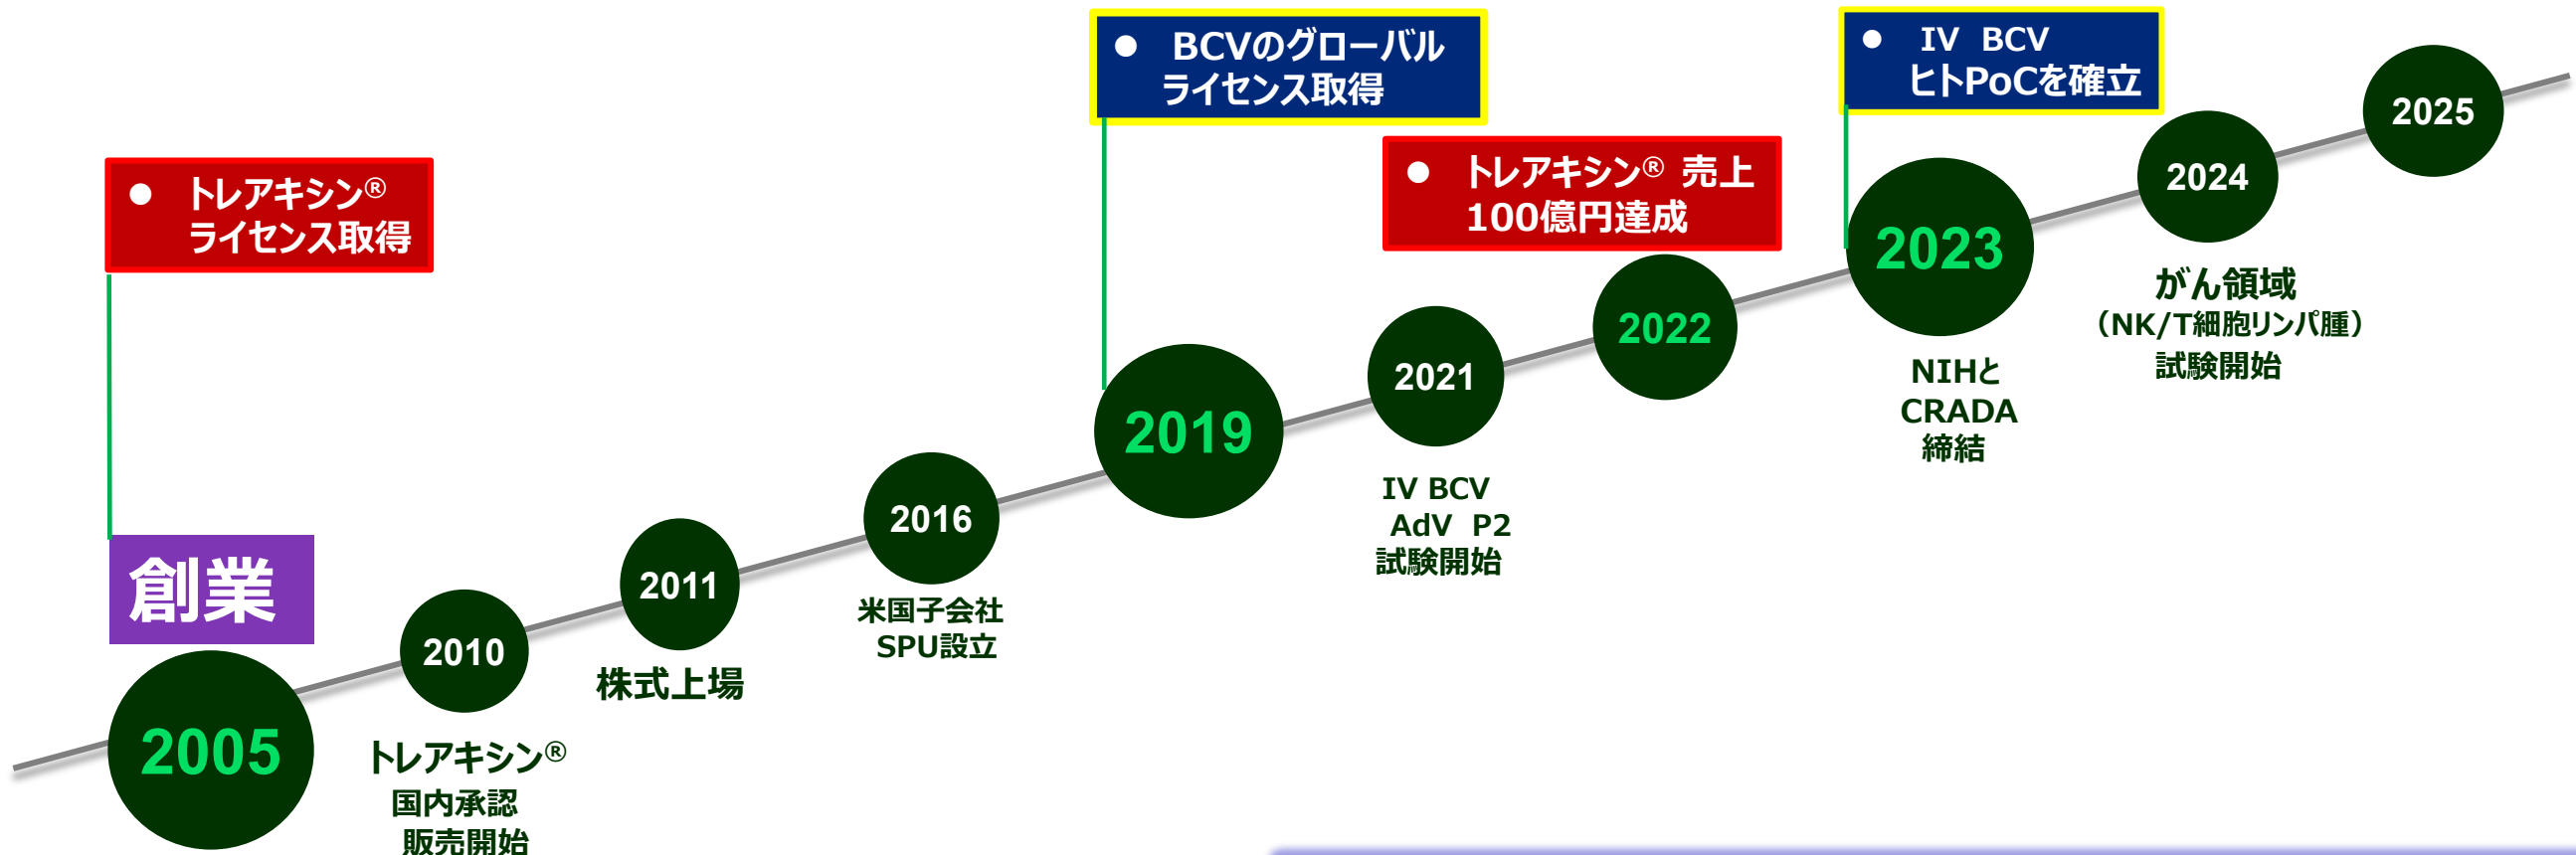 ● トレアキシン®
ライセンス取得
創業
2005
2010
トレアキシン®
国内承認
販売開始
2011
株式上場
2016
米国子会社
SPU設立
● BCVのグローバル
ライセンス取得
2019
2021
IV BCV
AdV P2
試験開始
● トレアキシン® 売上
100億円達成
2022
● IV BCV
ヒトPoCを確立
2023
NIHと
CRADA
締結
2024
がん領域
（NK/T細胞リンパ腫）
試験開始
2025